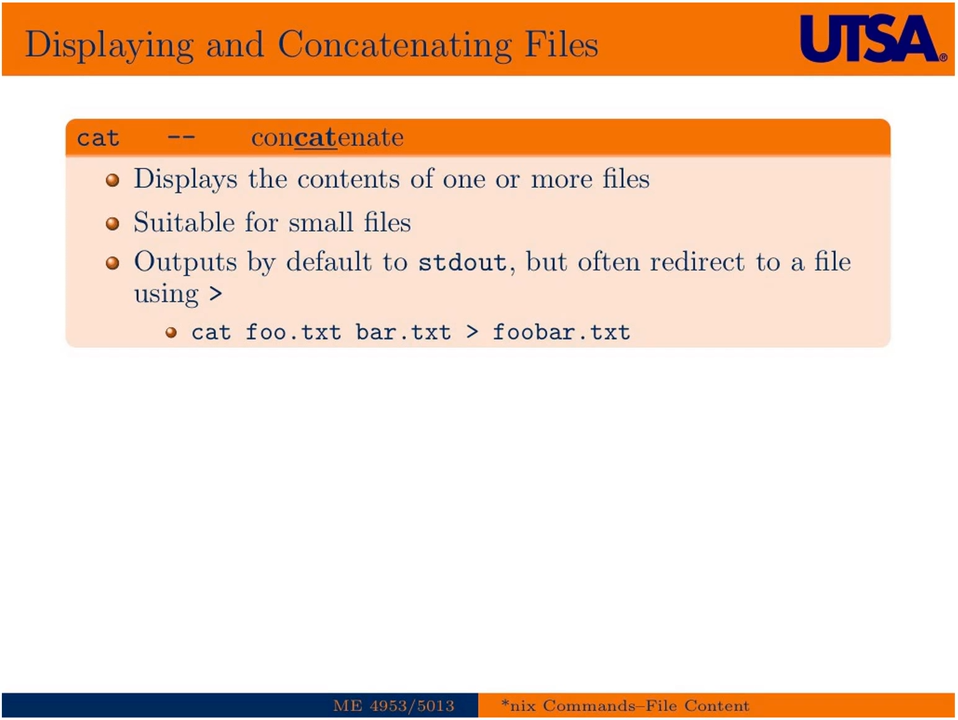 Displaying and Concatenating Files
UTSA®
cat -- concatenate
Displays the contents of one or more files
Suitable for small files
Outputs by default to stdout, but often redirect to a file
using >
cat foo.txt bar.txt > foobar.txt
ME 4953/5013
*nix Commands–File Content